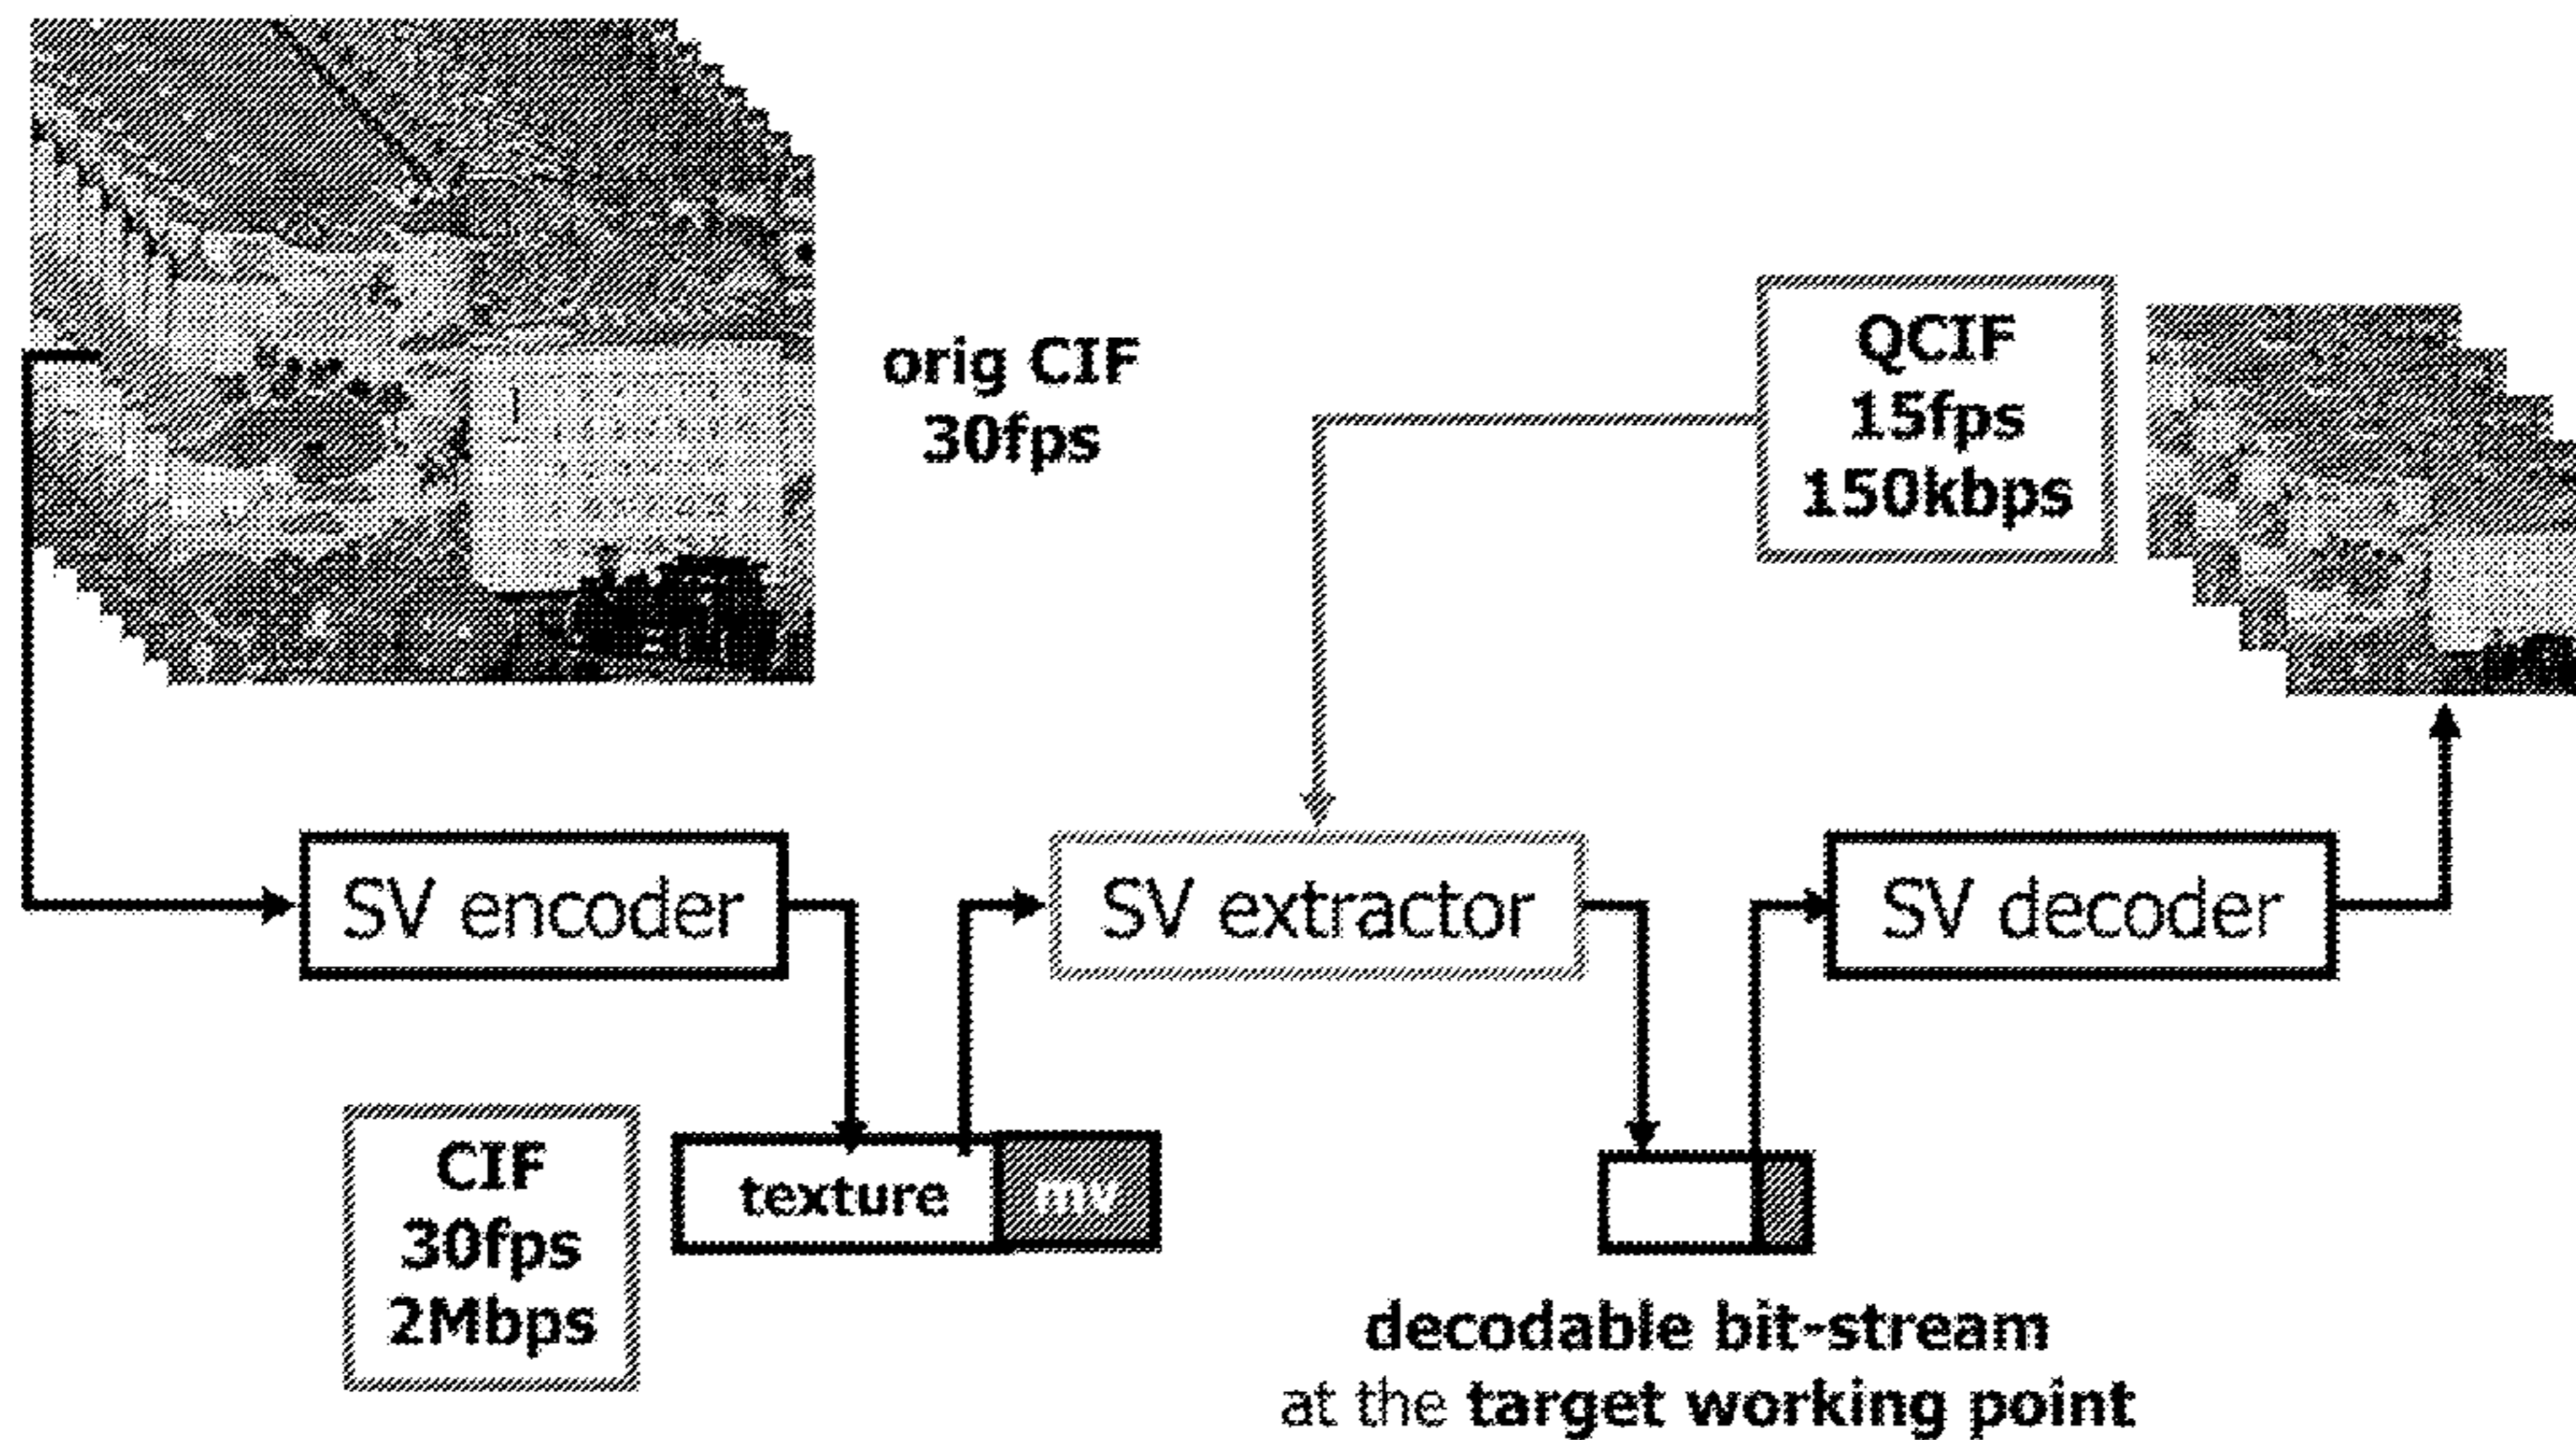 orig CIF
30fps
QCIF
15fps
150kbps
SV encoder
SV extractor
SV decoder
CIF
30fps
2Mbps
texture
mv
decodable bit-stream
at the target working point